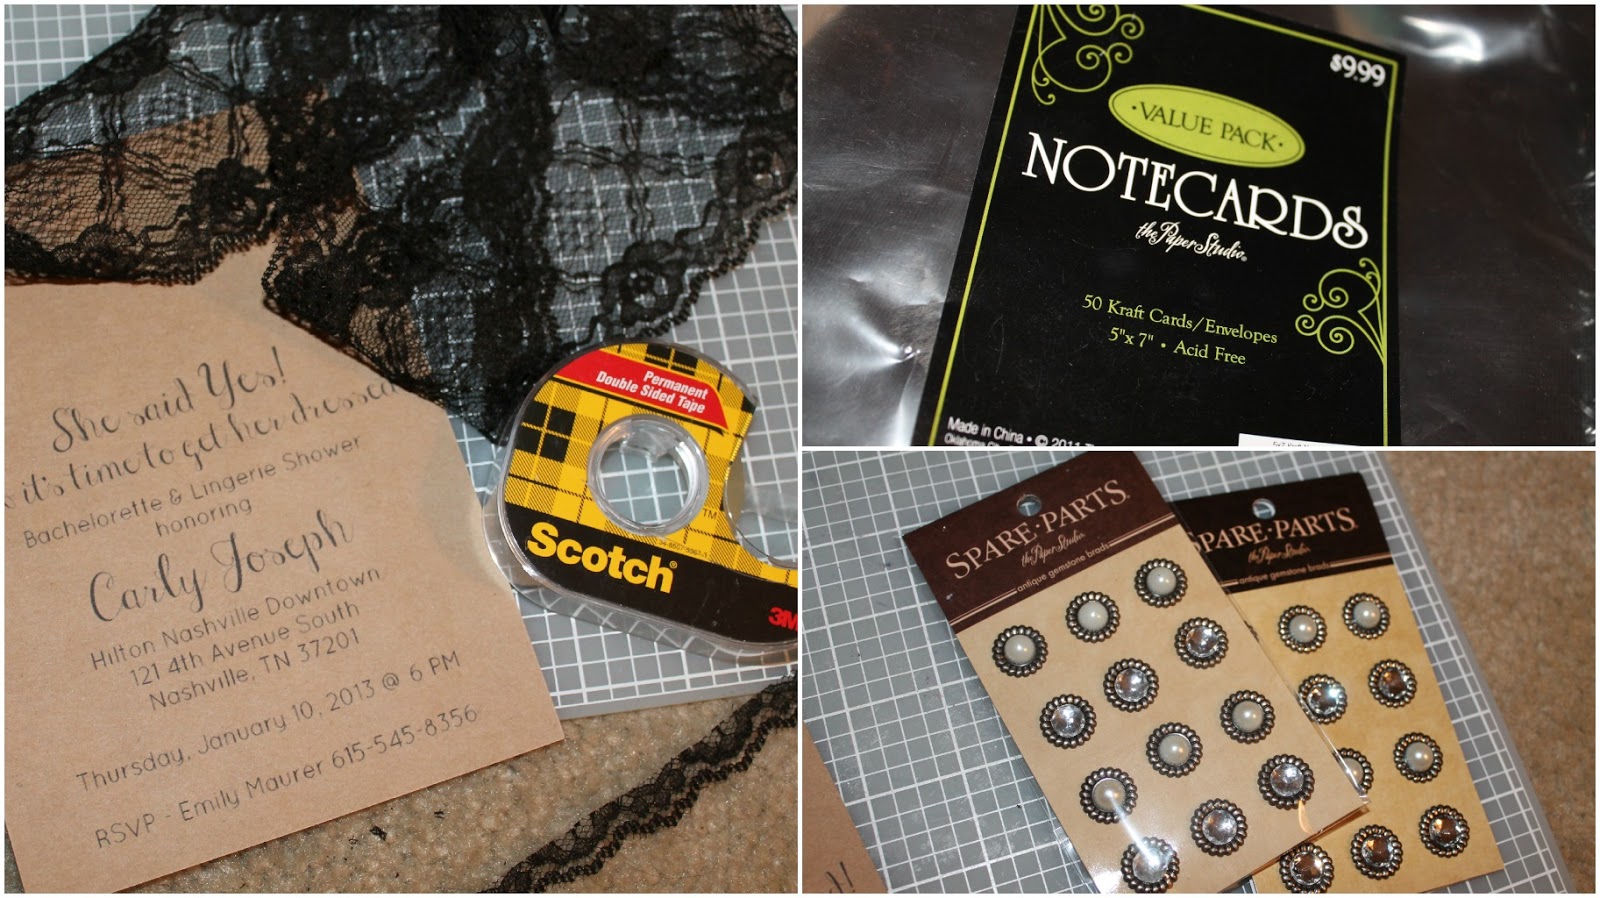 She said Yes!
it's time to get her dressed
Bachelorette & Lingerie Shower
honoring
Carly Joseph
Hilton Nashville Downtown
121 4th Avenue South
Nashville, TN 37201
Thursday, January 10, 2013 @ 6 PM
RSVP - Emily Maurer 615-545-8356
Permanent
Double Sided Tape
TM
Scotch®
3M
$9.99
·VALUE PACK·
NOTECARDS
the Paper Studio®
50 Kraft Cards/Envelopes
5"x 7" • Acid Free
Made in China • © 2011
Oklahoma
SPARE·PARTS®
the Paper Studio®
antique gemstone brads
SPARE·PARTS®
the Paper Studio®
antique gemstone brads